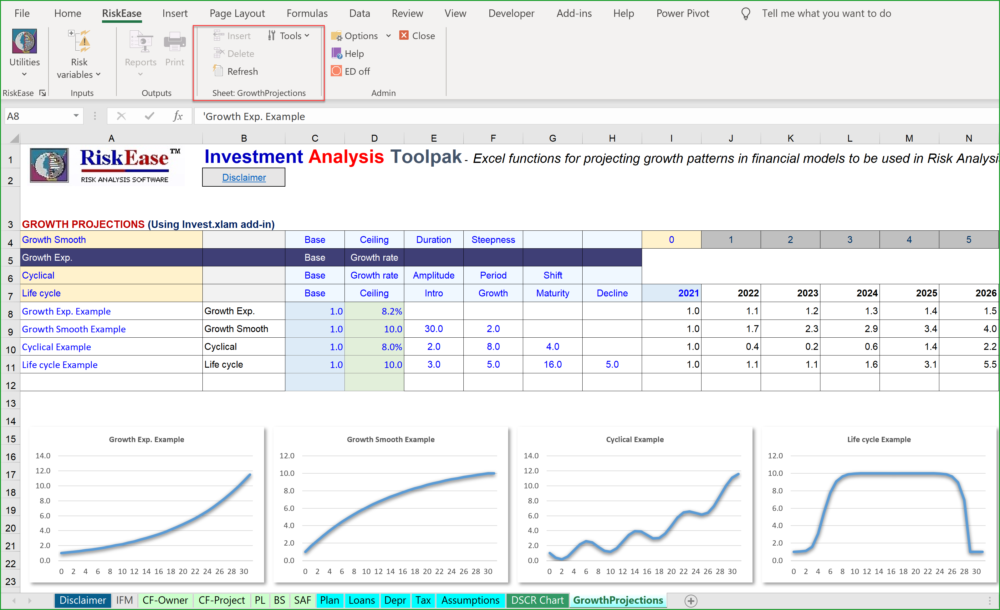 File Home RiskEase Insert Page Layout Formulas Data Review View Developer Add-ins Help Power Pivot Tell me what you want to do
Utilities
Risk variables
Reports
Print
Insert
Delete
Refresh
Tools
Options
Close
Help
ED off
RiskEase Inputs Outputs Sheet: GrowthProjections Admin
A8 fx 'Growth Exp. Example
A B C D E F G H I J K L M N
1 RiskEase™ Investment Analysis Toolpak - Excel functions for projecting growth patterns in financial models to be used in Risk Analysi
RISK ANALYSIS SOFTWARE
2 Disclaimer
3 GROWTH PROJECTIONS (Using Invest.xlam add-in)
4 Growth Smooth Base Ceiling Duration Steepness 0 1 2 3 4 5
5 Growth Exp. Base Growth rate
6 Cyclical Base Growth rate Amplitude Period Shift
7 Life cycle Base Ceiling Intro Growth Maturity Decline 2021 2022 2023 2024 2025 2026
8 Growth Exp. Example Growth Exp. 1.0 8.2% 1.0 1.1 1.2 1.3 1.4 1.5
9 Growth Smooth Example Growth Smooth 1.0 10.0 30.0 2.0 1.0 1.7 2.3 2.9 3.4 4.0
10 Cyclical Example Cyclical 1.0 8.0% 2.0 8.0 4.0 1.0 0.4 0.2 0.6 1.4 2.2
11 Life cycle Example Life cycle 1.0 10.0 3.0 5.0 16.0 5.0 1.0 1.1 1.1 1.6 3.1 5.5
12
13
14
15
16
17
18
19
20
21
22
23
Growth Exp. Example
14.0
12.0
10.0
8.0
6.0
4.0
2.0
0.0
0 2 4 6 8 10 12 14 16 18 20 22 24 26 28 30
Growth Smooth Example
12.0
10.0
8.0
6.0
4.0
2.0
0.0
0 2 4 6 8 10 12 14 16 18 20 22 24 26 28 30
Cyclical Example
14.0
12.0
10.0
8.0
6.0
4.0
2.0
0.0
0 2 4 6 8 10 12 14 16 18 20 22 24 26 28 30
Life cycle Example
12.0
10.0
8.0
6.0
4.0
2.0
0.0
0 2 4 6 8 10 12 14 16 18 20 22 24 26 28 30
Disclaimer IFM CF-Owner CF-Project PL BS SAF Plan Loans Depr Tax Assumptions DSCR Chart GrowthProjections